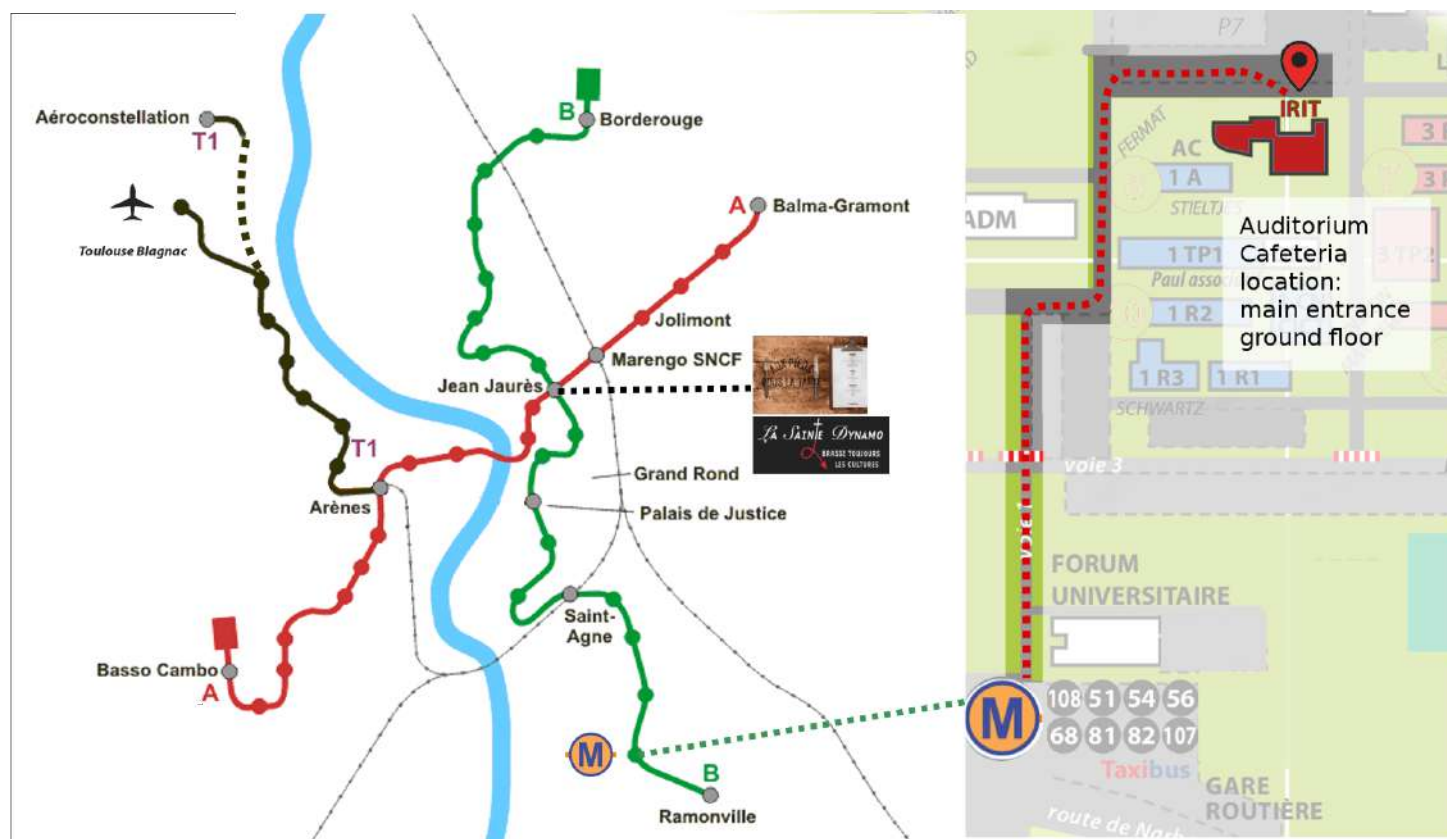 Aéroconstellation
T1
Toulouse Blagnac
B
Borderouge
A
Balma-Gramont
Jolimont
Marengo SNCF
Jean Jaurès
LA SAINTE DYNAMO
BRASSE TOUJOURS
LES CULTURES
T1
Arènes
Grand Rond
Palais de Justice
Saint-
Agne
Basso Cambo
A
M
B
Ramonville
P7
IRIT
FERMAT
AC
1 A
STIELTJES
ADM
1 TP1
3 TP2
Paul
1 R2
1 R3
1 R1
SCHWARTZ
Auditorium
Cafeteria
location:
main entrance
ground floor
voie 3
voie 1
FORUM
UNIVERSITAIRE
M
108 51 54 56
68 81 82 107
Taxibus
GARE
ROUTIÈRE
route de